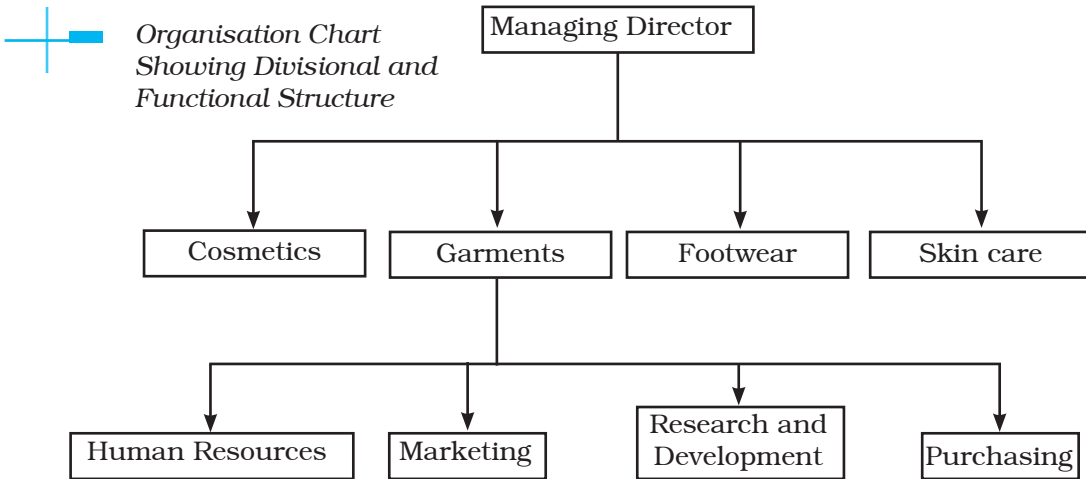 Organisation Chart
Showing Divisional and
Functional Structure
Managing Director
Cosmetics
Garments
Footwear
Skin care
Human Resources
Marketing
Research and
Development
Purchasing